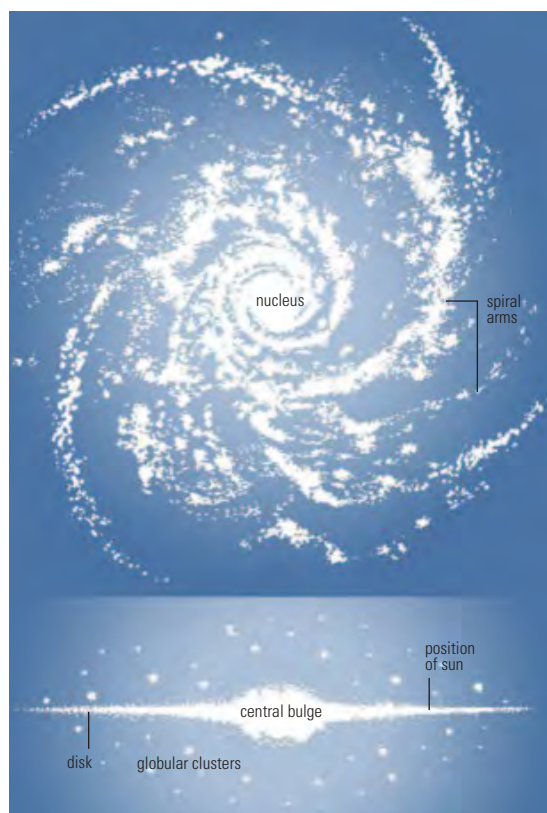 nucleus
spiral
arms
position
of sun
central bulge
disk
globular clusters